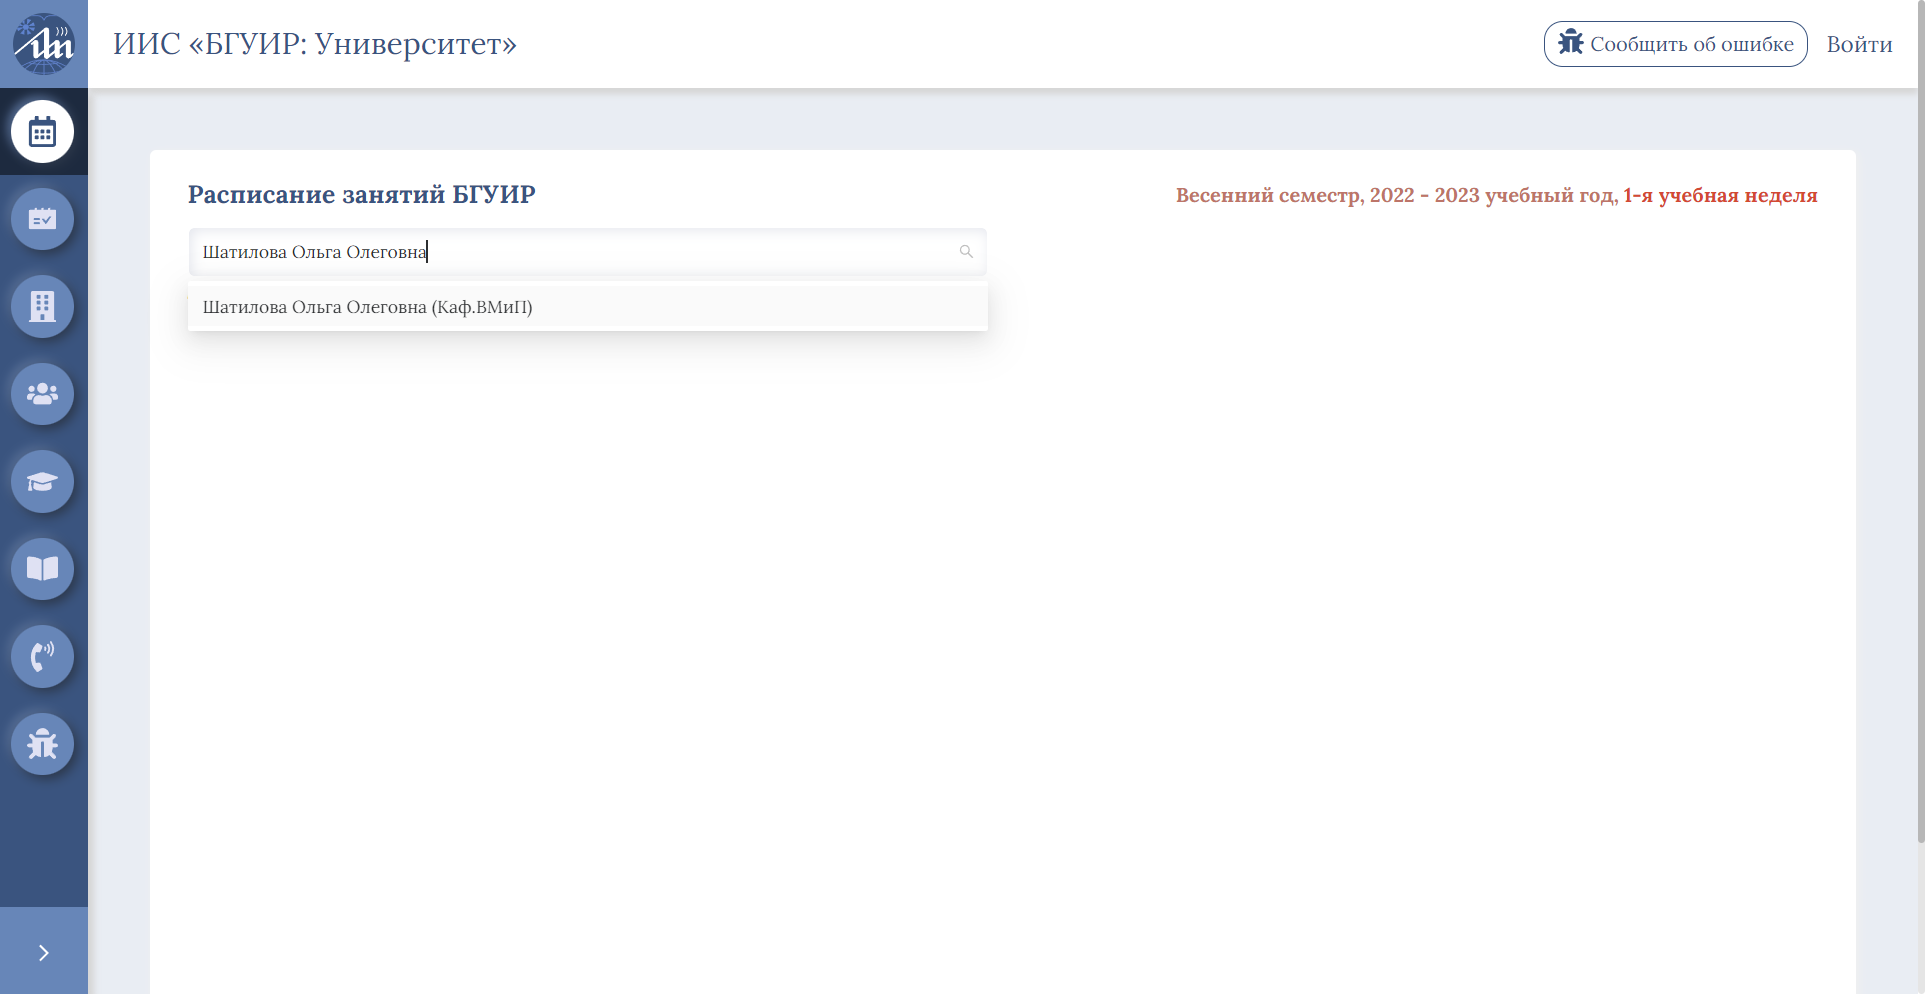 ИИС «БГУИР: Университет»
Сообщить об ошибке
Войти
Расписание занятий БГУИР
Весенний семестр, 2022 - 2023 учебный год, 1-я учебная неделя
Шатилова Ольга Олеговна
Шатилова Ольга Олеговна (Каф.ВМиП)